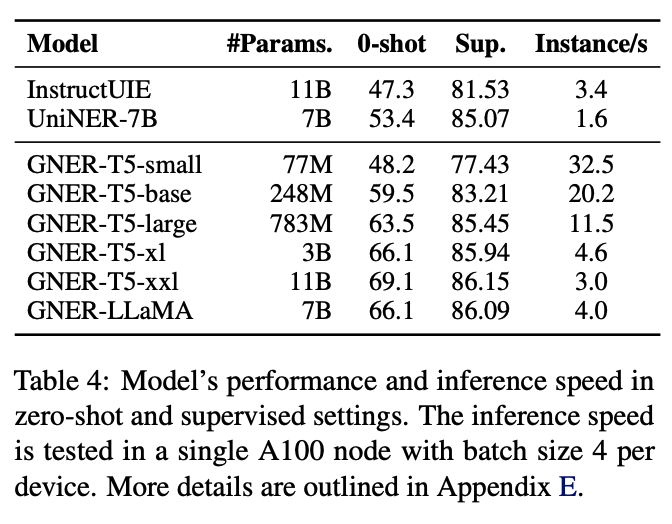 Model #Params. 0-shot Sup. Instance/s
InstructUIE 11B 47.3 81.53 3.4
UniNER-7B 7B 53.4 85.07 1.6
GNER-T5-small 77M 48.2 77.43 32.5
GNER-T5-base 248M 59.5 83.21 20.2
GNER-T5-large 783M 63.5 85.45 11.5
GNER-T5-xl 3B 66.1 85.94 4.6
GNER-T5-xxl 11B 69.1 86.15 3.0
GNER-LLaMA 7B 66.1 86.09 4.0
Table 4: Model's performance and inference speed in
zero-shot and supervised settings. The inference speed
is tested in a single A100 node with batch size 4 per
device. More details are outlined in Appendix E.